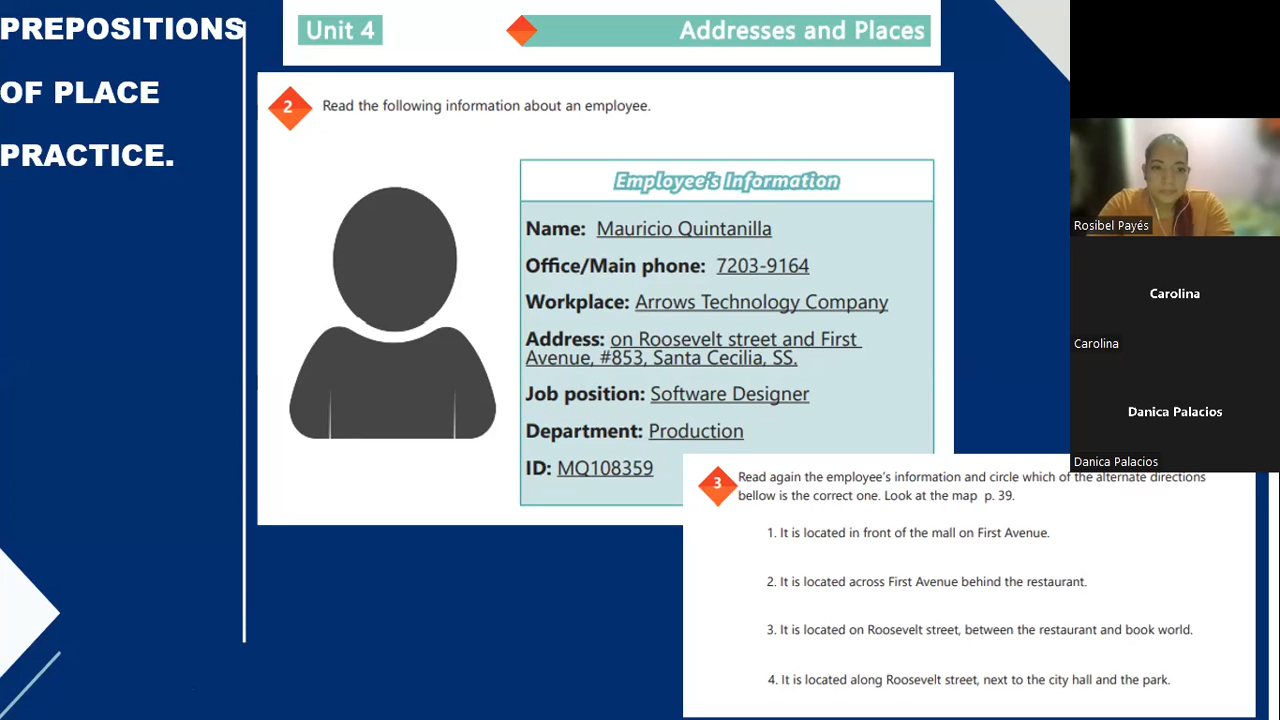 PREPOSITIONS
OF PLACE
PRACTICE.
Unit 4
Addresses and Places
2
Read the following information about an employee.
Employee's Information
Name: Mauricio Quintanilla
Office/Main phone: 7203-9164
Workplace: Arrows Technology Company
Address: on Roosevelt street and First
Avenue, #853, Santa Cecilia, SS.
Job position: Software Designer
Department: Production
ID: MQ108359
3
Read again the employee's information and circle which of the alternate directions
bellow is the correct one. Look at the map p. 39.
1. It is located in front of the mall on First Avenue.
2. It is located across First Avenue behind the restaurant.
3. It is located on Roosevelt street, between the restaurant and book world.
4. It is located along Roosevelt street, next to the city hall and the park.
Rosibel Payés
Carolina
Carolina
Danica Palacios
Danica Palacios